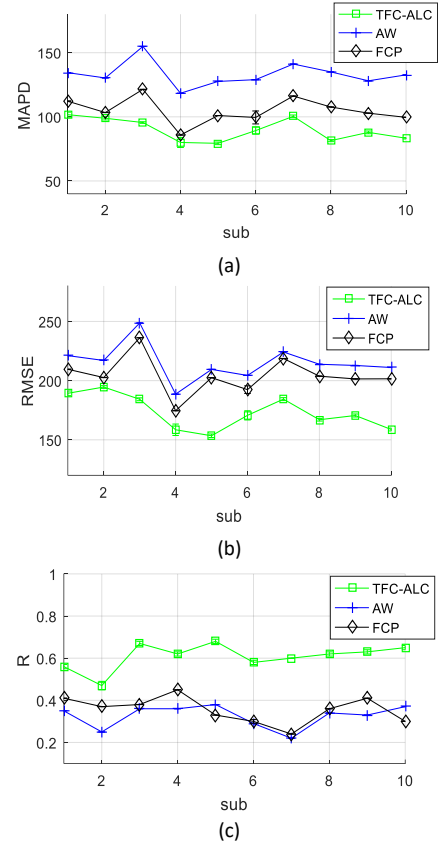 TFC-ALC
AW
FCP
150
100
50
MAPD
2
4
6
8
10
sub
(a)
TFC-ALC
AW
FCP
250
200
150
RMSE
2
4
6
8
10
sub
(b)
1
0.8
0.6
0.4
0.2
R
TFC-ALC
AW
FCP
2
4
6
8
10
sub
(c)